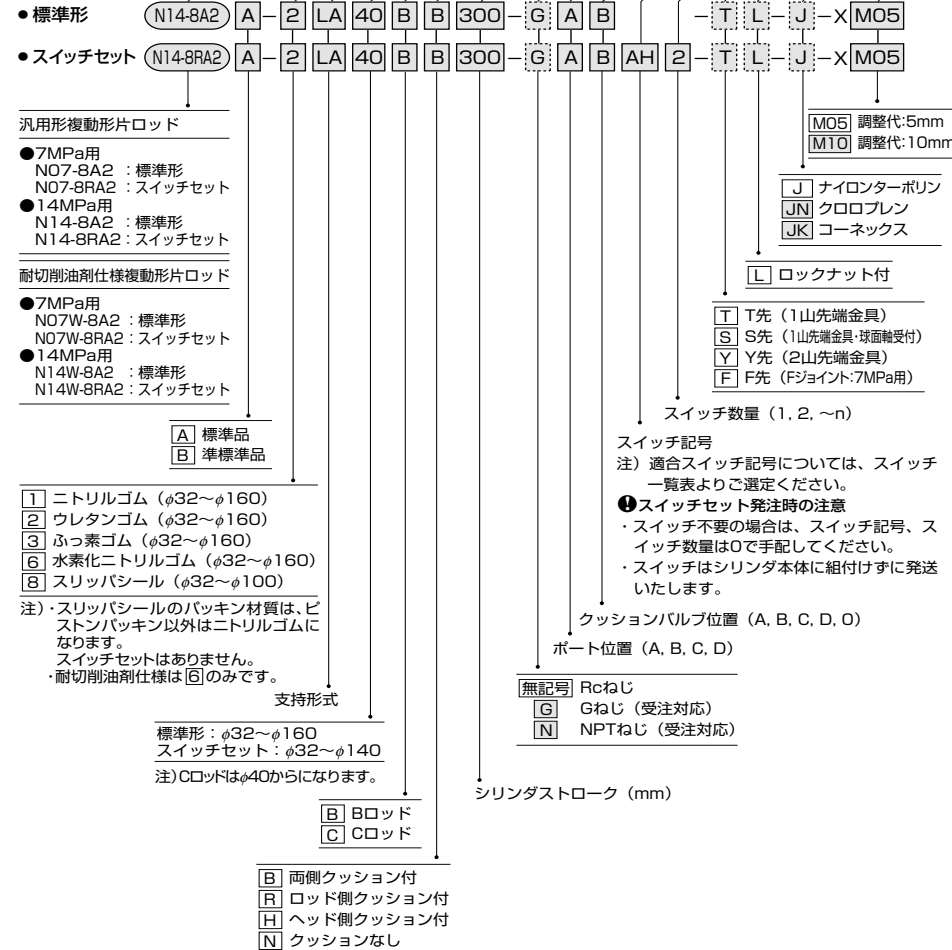 ●標準形 N14-8A2 A-2 LA 40 B B 300-G A B -T L-J-X M05
●スイッチセット N14-8RA2 A-2 LA 40 B B 300-G A B AH 2-T L-J-X M05
汎用形複動形片ロッド
●7MPa用
N07-8A2 :標準形
N07-8RA2:スイッチセット
●14MPa用
N14-8A2 :標準形
N14-8RA2:スイッチセット
耐切削油剤仕様複動形片ロッド
●7MPa用
N07W-8A2 :標準形
N07W-8RA2:スイッチセット
●14MPa用
N14W-8A2 :標準形
N14W-8RA2:スイッチセット
M05 調整代:5mm
M10 調整代:10mm
J ナイロンターポリン
JN クロロプレン
JK コーネックス
L ロックナット付
T T先(1山先端金具)
S S先(1山先端金具・球面軸受付)
Y Y先(2山先端金具)
F F先(Fジョイント:7MPa用)
スイッチ数量(1, 2, ～n)
スイッチ記号
注)適合スイッチ記号については、スイッチ
一覧表よりご選定ください。
!スイッチセット発注時の注意
・スイッチ不要の場合は、スイッチ記号、ス
イッチ数量は0で手配してください。
・スイッチはシリンダ本体に組付けずに発送
いたします。
A 標準品
B 準標準品
1 ニトリルゴム(φ32～φ160)
2 ウレタンゴム(φ32～φ160)
3 ふっ素ゴム(φ32～φ160)
6 水素化ニトリルゴム(φ32～φ160)
8 スリッパシール(φ32～φ100)
注)・スリッパシールのパッキン材質は、ピ
ストンパッキン以外はニトリルゴムに
なります。
スイッチセットはありません。
・耐切削油剤仕様は6のみです。
クッションバルブ位置(A, B, C, D, 0)
ポート位置(A, B, C, D)
無記号 Rcねじ
G Gねじ(受注対応)
N NPTねじ(受注対応)
支持形式
標準形:φ32～φ160
スイッチセット:φ32～φ140
注)Cロッドはφ40からになります。
シリンダストローク(mm)
B Bロッド
C Cロッド
B 両側クッション付
R ロッド側クッション付
H ヘッド側クッション付
N クッションなし